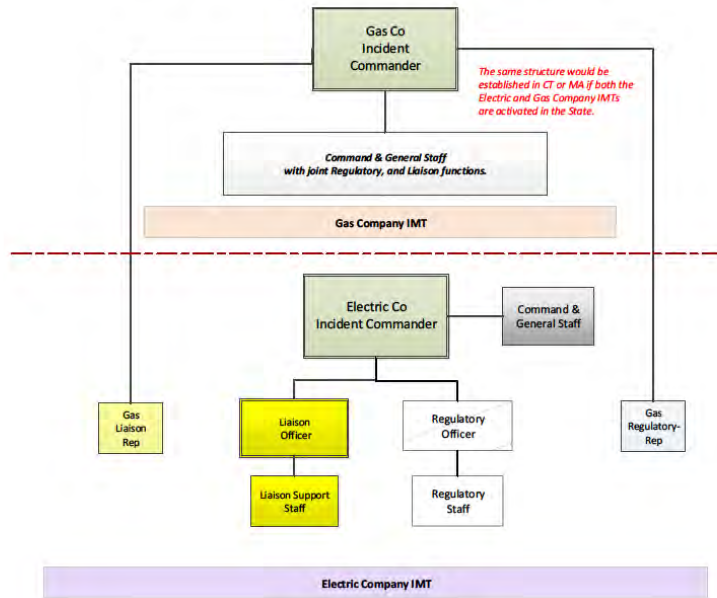 Gas Co
Incident
Commander
The same structure would be
established in CT or MA if both the
Electric and Gas Company IMTs
are activated in the State.
Command & General Staff
with joint Regulatory, and Liaison functions.
Gas Company IMT
Electric Co
Incident Commander
Command &
General Staff
Gas
Liaison
Rep
Liaison
Officer
Regulatory
Officer
Gas
Regulatory-
Rep
Liaison Support
Staff
Regulatory
Staff
Electric Company IMT